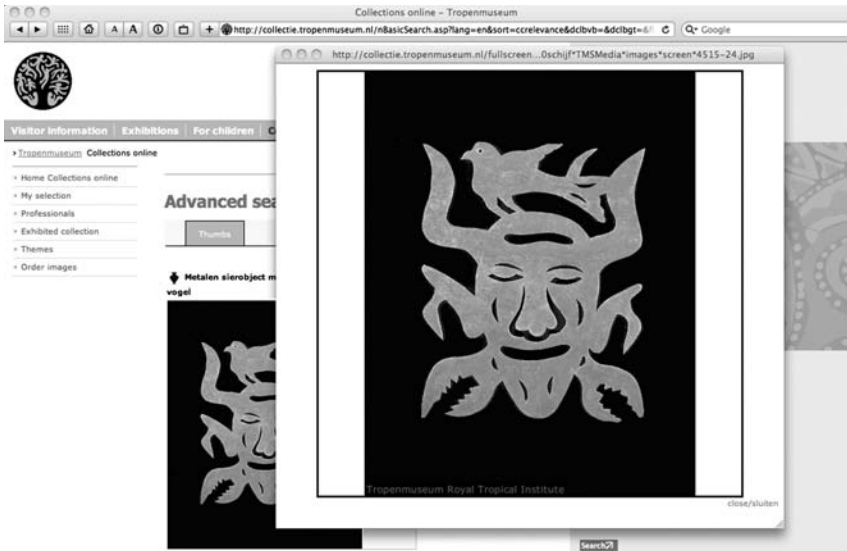 Collections online – Tropenmuseum
A A + http://collectie.tropenmuseum.nl/nBasicSearch.asp?lang=en&sort=ccrelevance&dclbvb=&dclbgt=& Google
http://collectie.tropenmuseum.nl/fullscreen...0schijf*TMSMedia*images*screen*4515-24.jpg
Visitor information Exhibitions For children
Tropenmuseum Collections online
Home Collections online
My selection
Professionals
Exhibited collection
Themes
Order images
Advanced sea
Thumbs
Metalen sierobject m
vogel
Tropenmuseum Royal Tropical Institute
close/sluiten
Search